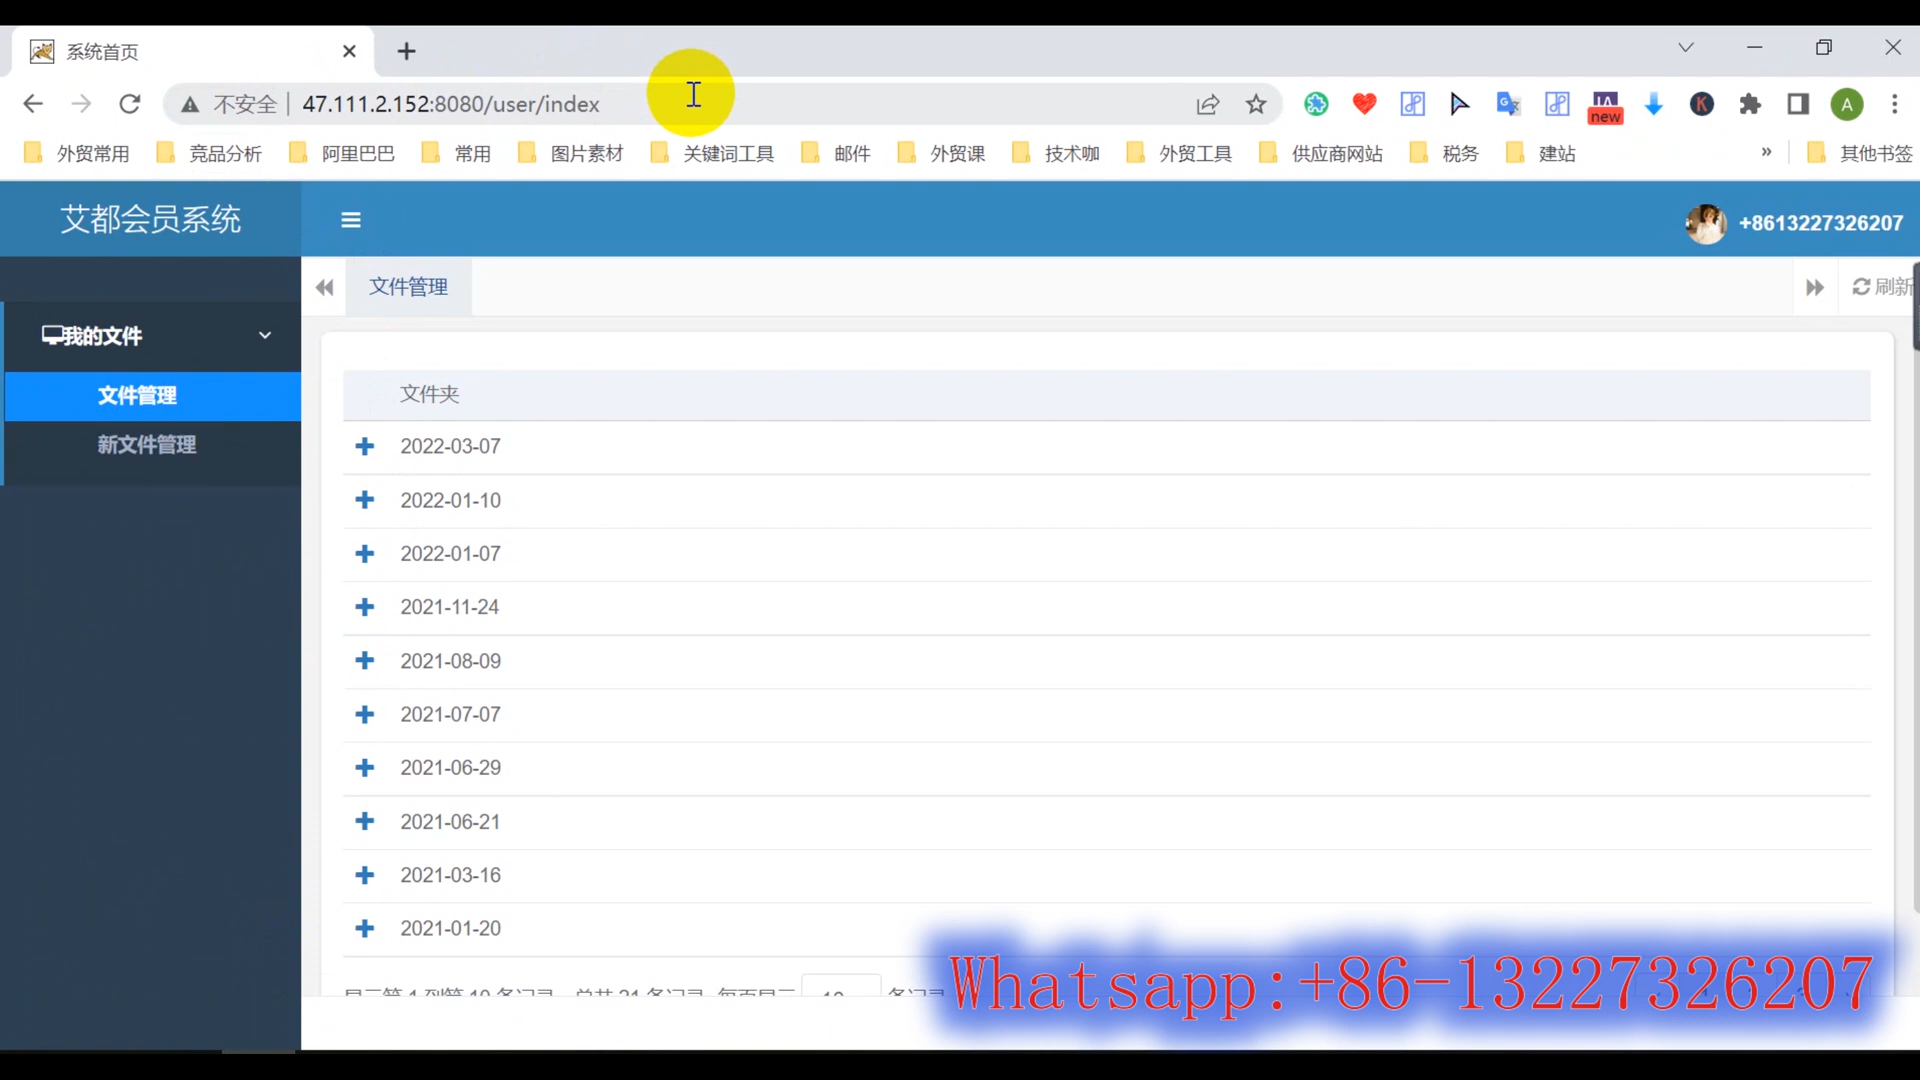 系统首页
不安全 47.111.2.152:8080/user/index
new
K
A
外贸常用 竞品分析 阿里巴巴 常用 图片素材 关键词工具 邮件 外贸课 技术咖 外贸工具 供应商网站 税务 建站 » 其他书签
艾都会员系统
+8613227326207
文件管理
刷新
我的文件
文件管理
新文件管理
文件夹
2022-03-07
2022-01-10
2022-01-07
2021-11-24
2021-08-09
2021-07-07
2021-06-29
2021-06-21
2021-03-16
2021-01-20
Whatsapp:+86-13227326207